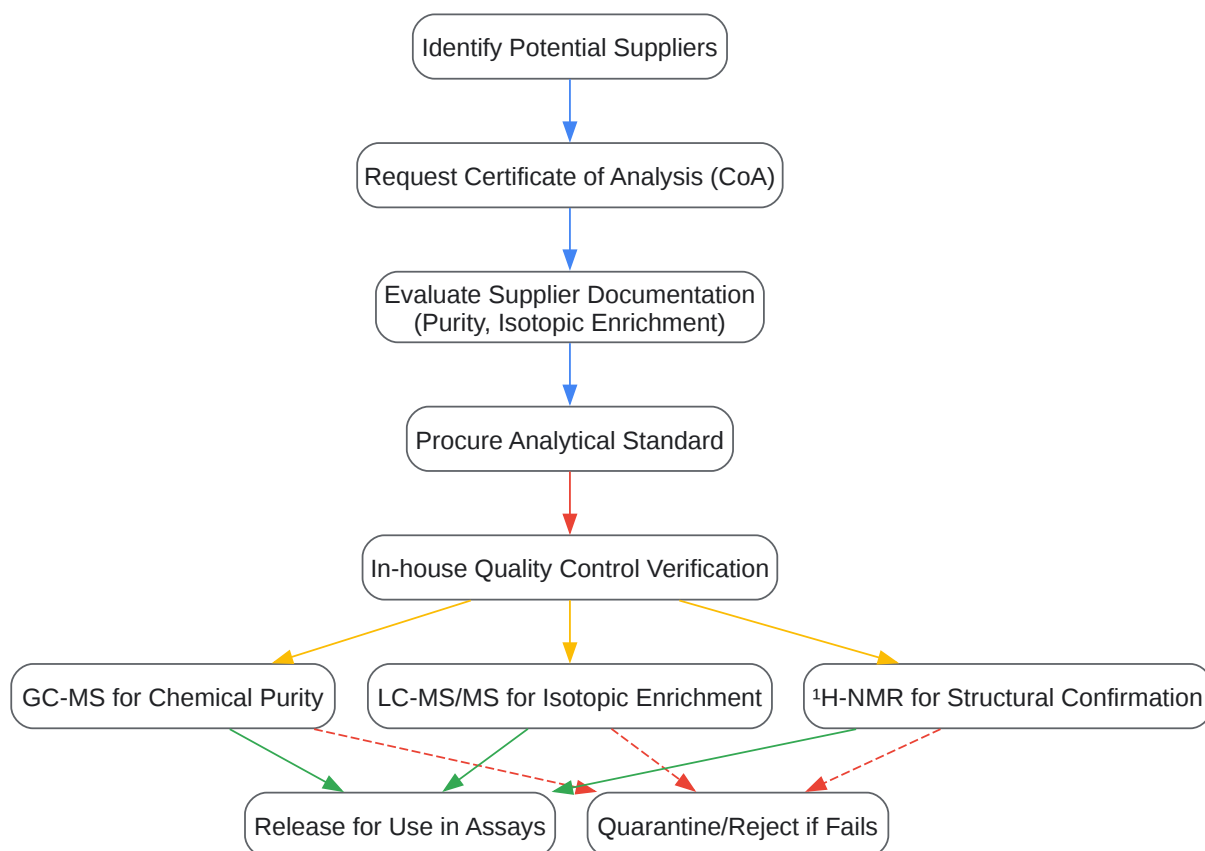 Identify Potential Suppliers
Request Certificate of Analysis (CoA)
Evaluate Supplier Documentation
(Purity, Isotopic Enrichment)
Procure Analytical Standard
In-house Quality Control Verification
GC-MS for Chemical Purity
LC-MS/MS for Isotopic Enrichment
¹H-NMR for Structural Confirmation
Release for Use in Assays
Quarantine/Reject if Fails